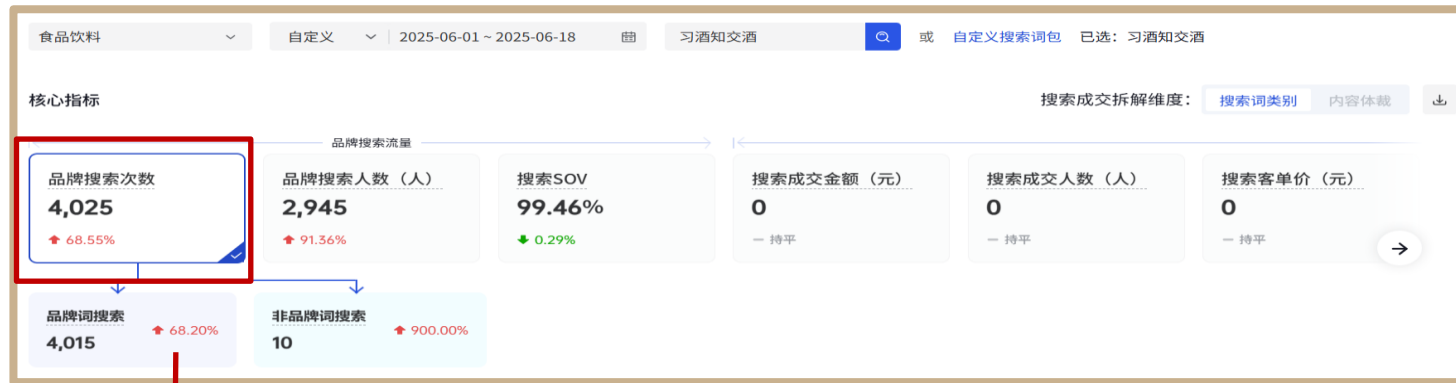 食品饮料 自定义 2025-06-01 ~ 2025-06-18 习酒知交酒 或 自定义搜索词包 已选：习酒知交酒
核心指标 搜索成交拆解维度： 搜索词类别 内容体裁
品牌搜索流量
品牌搜索次数 品牌搜索人数（人） 搜索SOV 搜索成交金额（元） 搜索成交人数（人） 搜索客单价（元）
4,025 2,945 99.46% 0 0 0
68.55% 91.36% 0.29% 持平 持平 持平
品牌词搜索 68.20% 非品牌词搜索 900.00%
4,015 10